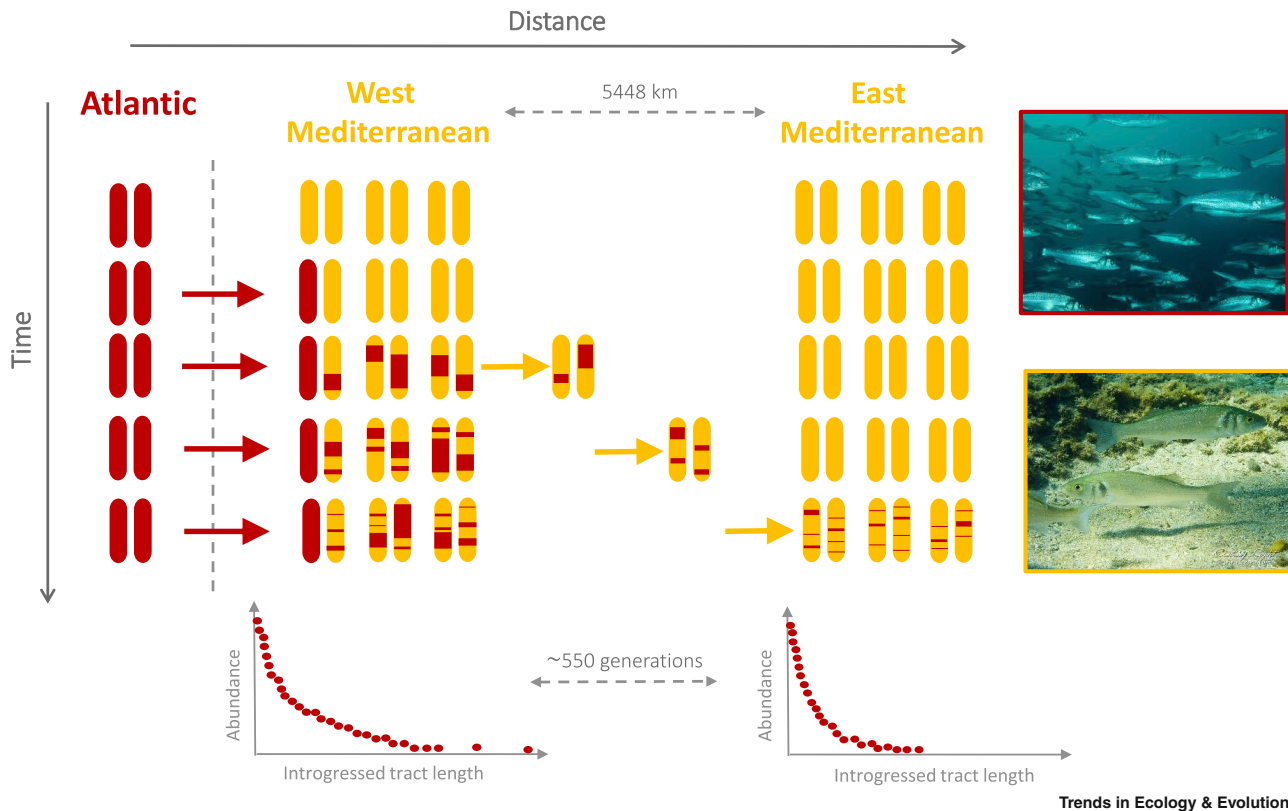 Distance
Atlantic
West
Mediterranean
5448 km
East
Mediterranean
Time
~550 generations
Abundance
Introgressed tract length
Abundance
Introgressed tract length
Trends in Ecology & Evolution